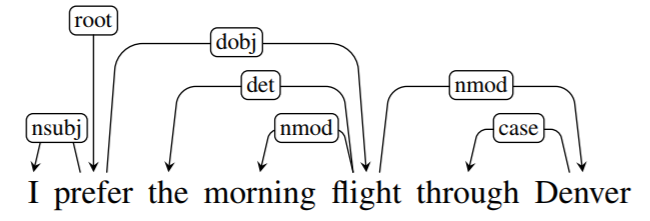 root
dobj
det nmod
nsubj nmod case
I prefer the morning flight through Denver